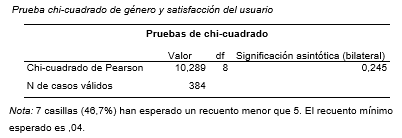 Prueba chi-cuadrado de género y satisfacción del usuario
Pruebas de chi-cuadrado
Valor df Significación asintótica (bilateral)
Chi-cuadrado de Pearson 10,289 8 0,245
N de casos válidos 384
Nota: 7 casillas (46,7%) han esperado un recuento menor que 5. El recuento mínimo
esperado es ,04.